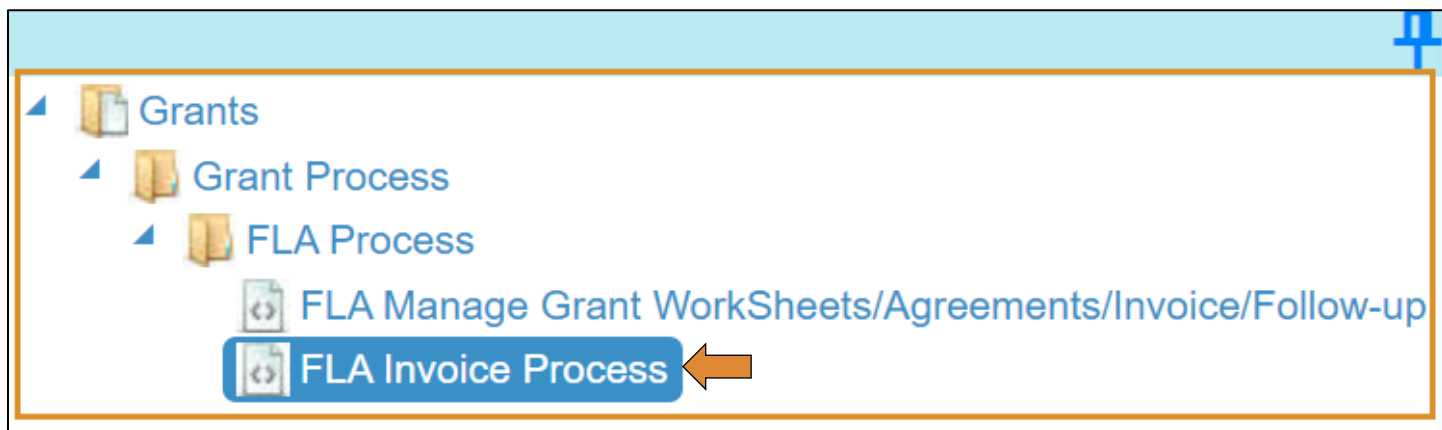 Grants
Grant Process
FLA Process
FLA Manage Grant WorkSheets/Agreements/Invoice/Follow-up
FLA Invoice Process